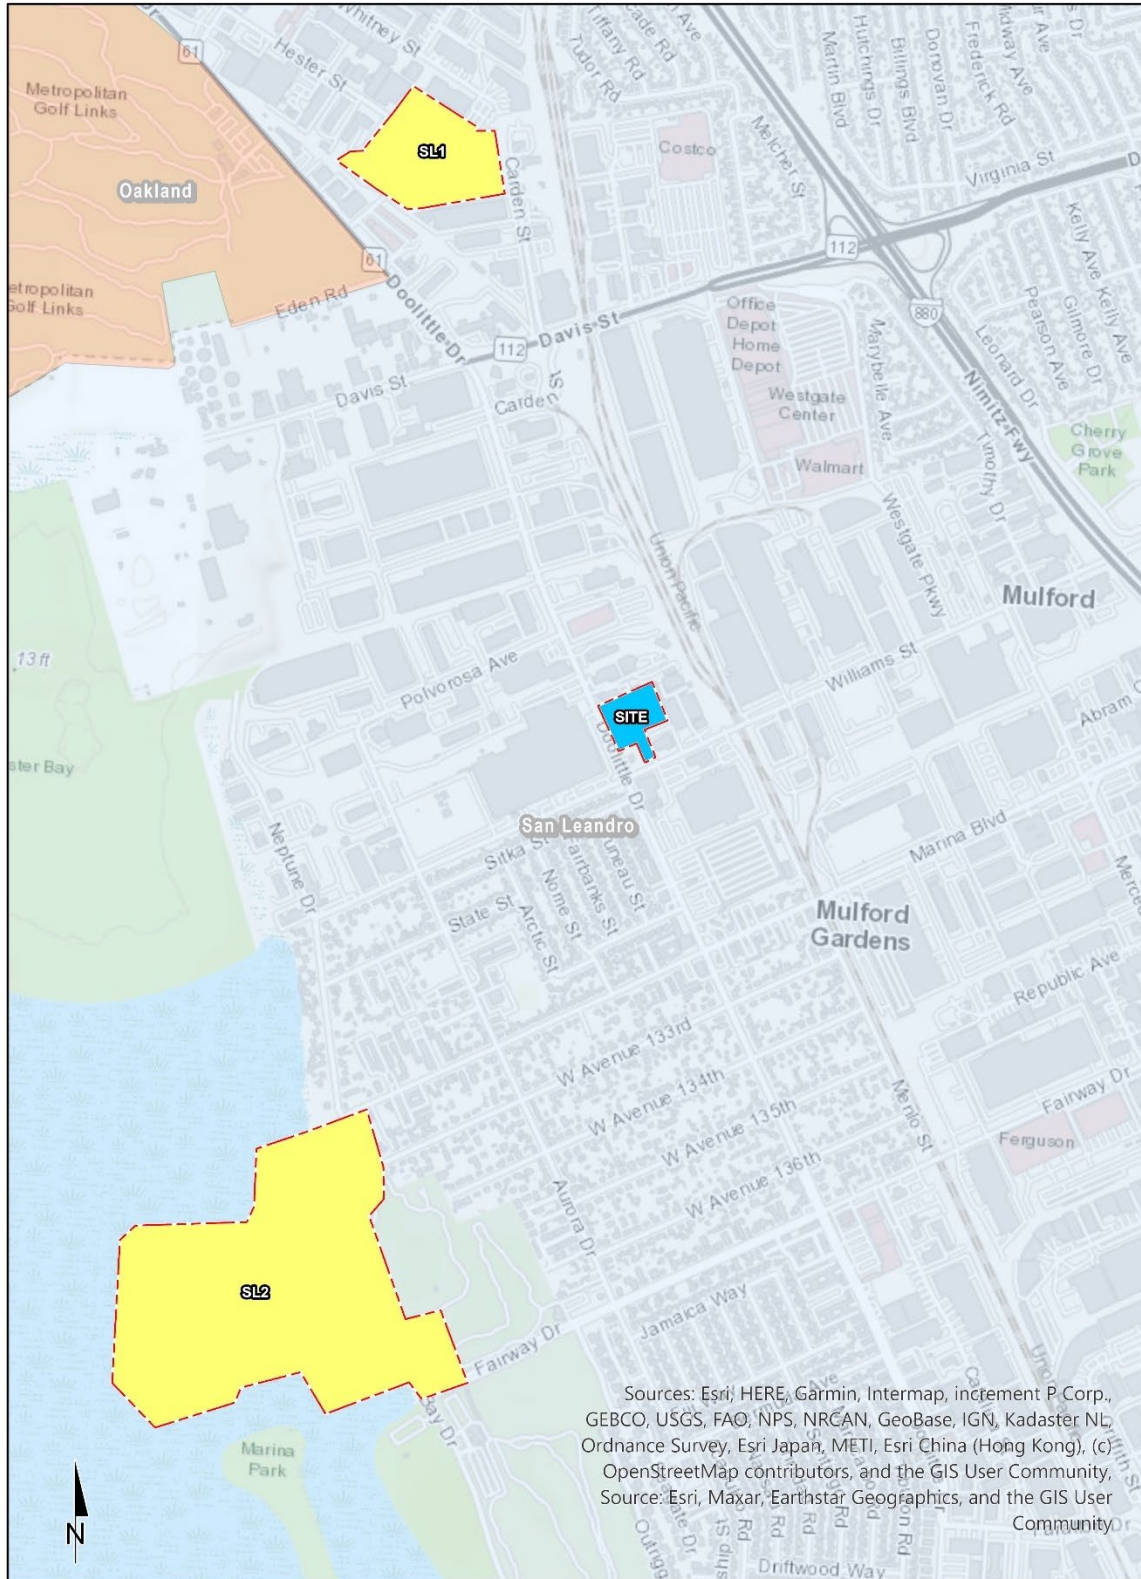 Whitney St
Hester St
61
Metropolitan
Golf Links
Oakland
SL1
Carden St
Tiffany Rd
Tudor Rd
Costco
Melcher St
Martin Blvd
Hutchings Dr
Billings Blvd
Donovan Dr
Frederick Rd
Midway Ave
Virginia St
112
61
Doolittle Dr
Eden Rd
etropolitan
Golf Links
Davis St
112
Davis St
Carden St
Office
Depot
Home
Depot
Westgate
Center
Walmart
Marybelle Ave
880
Nimitz Fwy
Leonard Dr
Pearson Ave
Gilmore Dr
Kelly Ave
Kelly Ave
Cherry
Grove
Park
Timothy Dr
Westgate Pkwy
Union Pacific
Mulford
13 ft
Polvorosa Ave
Williams St
SITE
Doolittle Dr
Abram C
ster Bay
Neptune Dr
San Leandro
Sitka St
State St
Arctic St
Nome St
Fairbanks St
Juneau St
Marina Blvd
Merce
Mulford
Gardens
Republic Ave
W Avenue 133rd
W Avenue 134th
W Avenue 135th
W Avenue 136th
Menlo St
Fairway Dr
Ferguson
Aurora Dr
SL2
Jamaica Way
Fairway Dr
Bay Dr
Marina
Park
N
Sources: Esri, HERE, Garmin, Intermap, increment P Corp.,
GEBCO, USGS, FAO, NPS, NRCAN, GeoBase, IGN, Kadaster NL,
Ordnance Survey, Esri Japan, METI, Esri China (Hong Kong), (c)
OpenStreetMap contributors, and the GIS User Community,
Source: Esri, Maxar, Earthstar Geographics, and the GIS User
Community
Driftwood Way